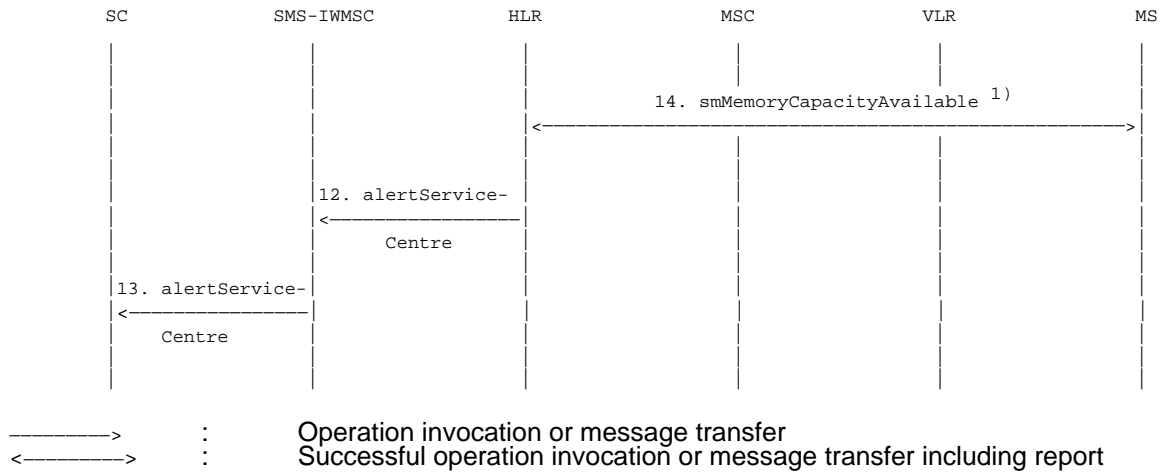 SC SMS-IWMSC HLR MSC VLR MS
14. smMemoryCapacityAvailable 1)
12. alertService-
Centre
13. alertService-
Centre
: Operation invocation or message transfer
: Successful operation invocation or message transfer including report